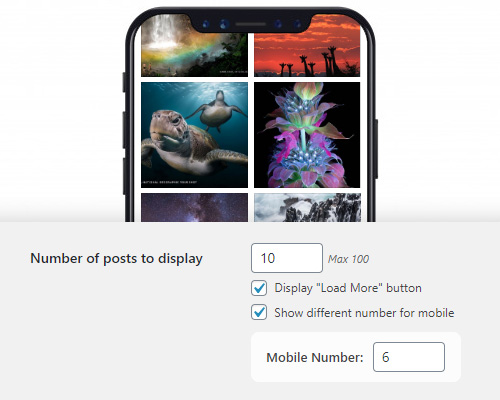 Number of posts to display
10
Max 100
Display "Load More" button
Show different number for mobile
Mobile Number:
6